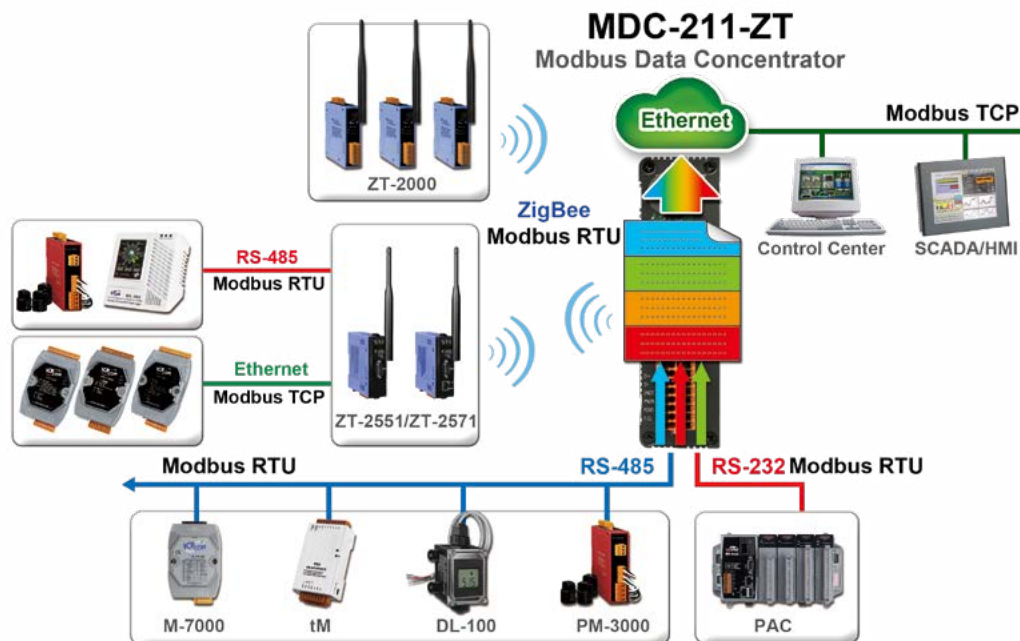 MDC-211-ZT
Modbus Data Concentrator
ZT-2000
Ethernet
Modbus TCP
ZigBee
Modbus RTU
Control Center
SCADA/HMI
RS-485
Modbus RTU
Ethernet
Modbus TCP
ZT-2551/ZT-2571
Modbus RTU
RS-485
RS-232 Modbus RTU
M-7000
tM
DL-100
PM-3000
PAC